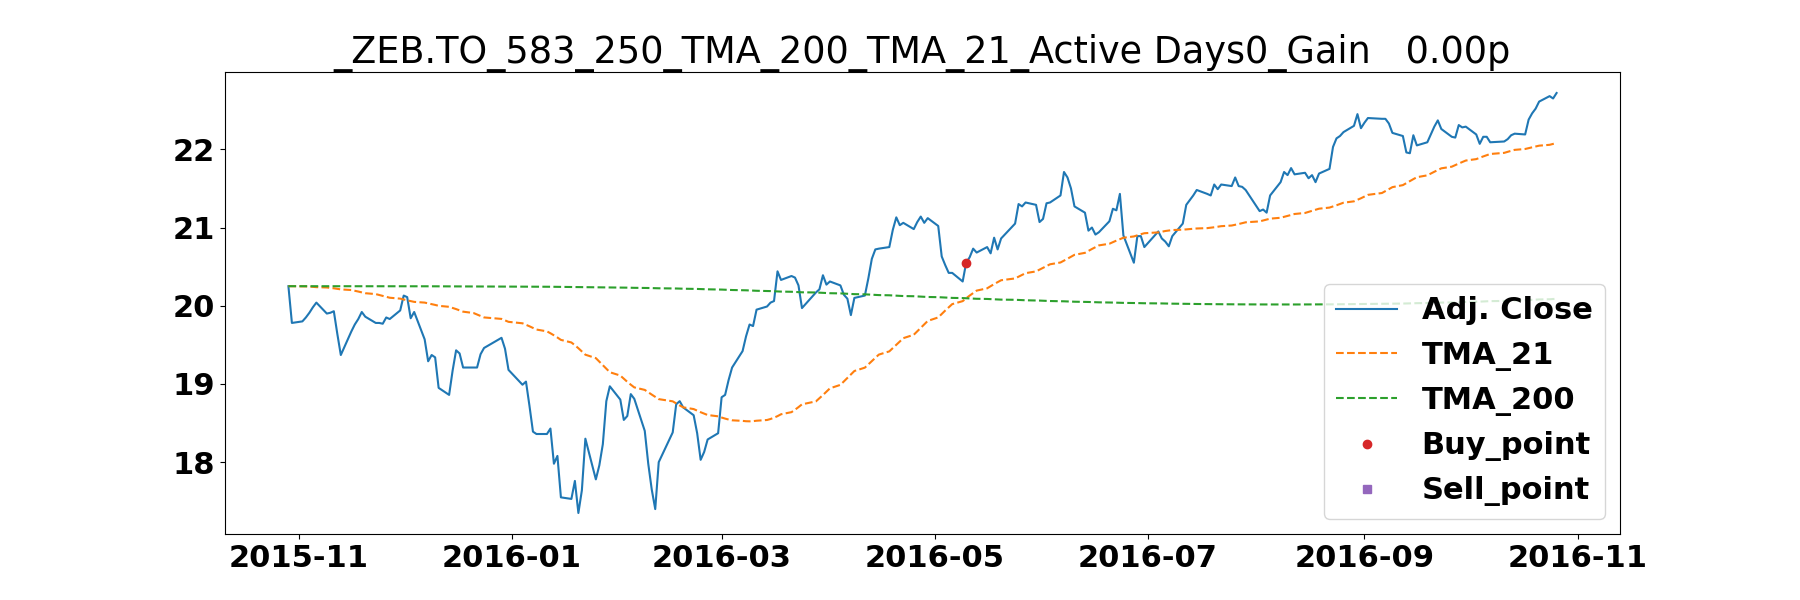 _ZEB.TO_583_250_TMA_200_TMA_21_Active Days0_Gain   0.00p
22
21
20
19
18
Adj. Close
TMA_21
TMA_200
Buy_point
Sell_point
2015-11 2016-01 2016-03 2016-05 2016-07 2016-09 2016-11